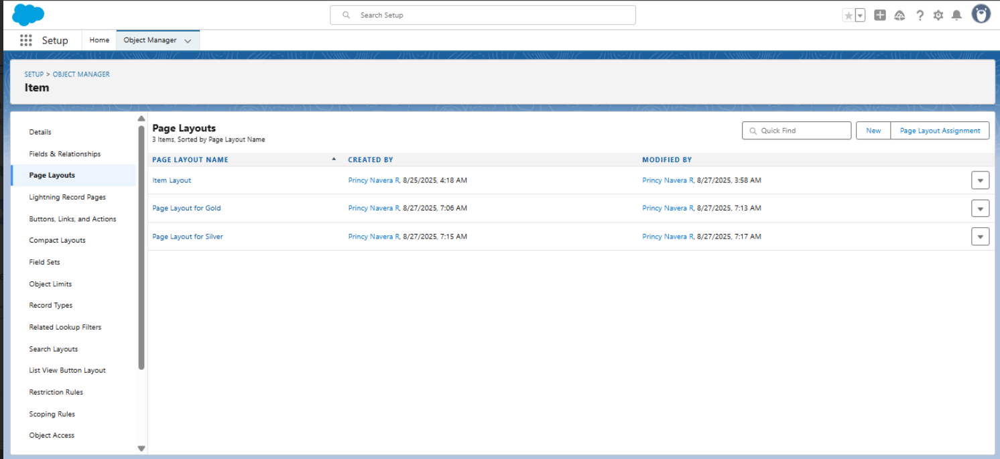 Search Setup
Setup
Home
Object Manager
SETUP > OBJECT MANAGER
Item
Details
Fields & Relationships
Page Layouts
Lightning Record Pages
Buttons, Links, and Actions
Compact Layouts
Field Sets
Object Limits
Record Types
Related Lookup Filters
Search Layouts
List View Button Layout
Restriction Rules
Scoping Rules
Object Access
Page Layouts
3 Items, Sorted by Page Layout Name
Quick Find
New
Page Layout Assignment
PAGE LAYOUT NAME CREATED BY MODIFIED BY
Item Layout Princy Navera R, 8/25/2025, 4:18 AM Princy Navera R, 8/27/2025, 3:58 AM
Page Layout for Gold Princy Navera R, 8/27/2025, 7:06 AM Princy Navera R, 8/27/2025, 7:13 AM
Page Layout for Silver Princy Navera R, 8/27/2025, 7:15 AM Princy Navera R, 8/27/2025, 7:17 AM